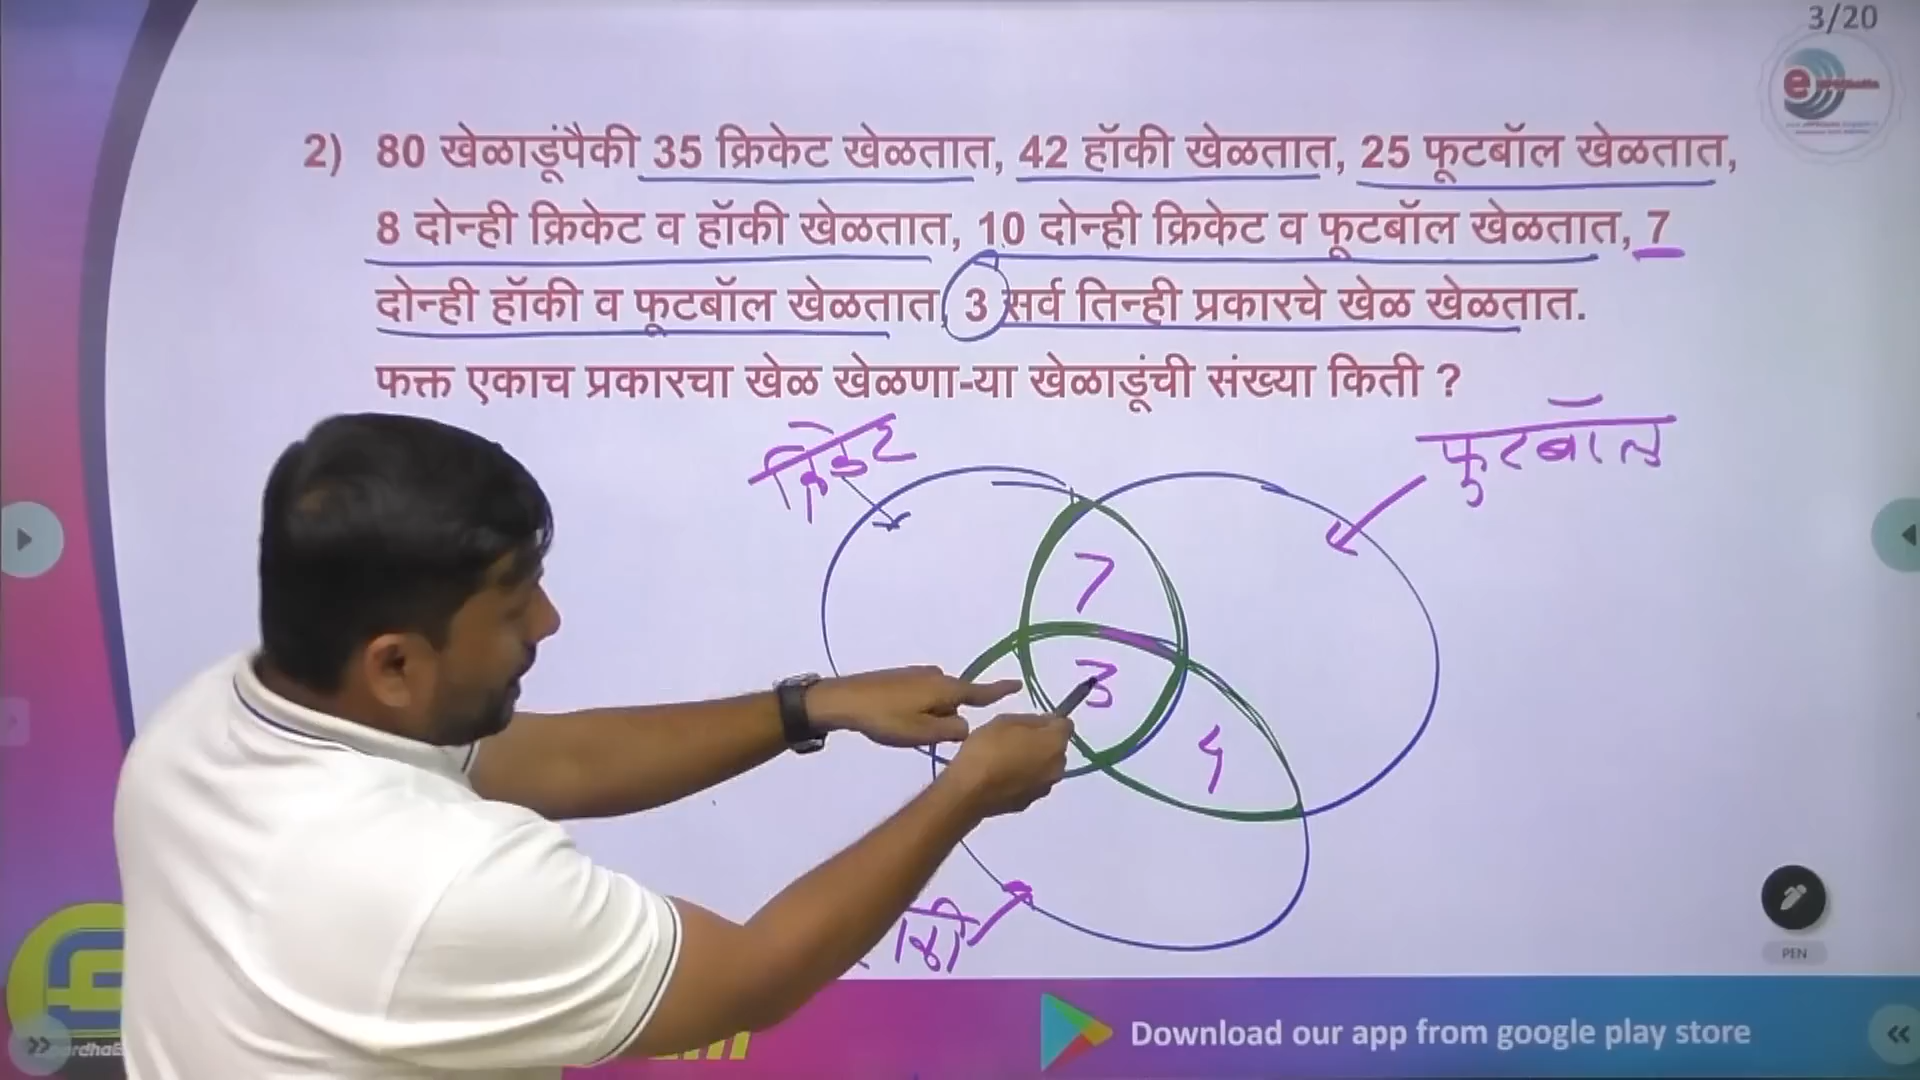 3/20
e
2) 80 खेळाडूंपैकी 35 क्रिकेट खेळतात, 42 हॉकी खेळतात, 25 फूटबॉल खेळतात,
8 दोन्ही क्रिकेट व हॉकी खेळतात, 10 दोन्ही क्रिकेट व फूटबॉल खेळतात, 7
दोन्ही हॉकी व फूटबॉल खेळतात, 3 सर्व तिन्ही प्रकारचे खेळ खेळतात.
फक्त एकाच प्रकारचा खेळ खेळणा-या खेळाडूंची संख्या किती ?
क्रिकेट
फुटबॉल
7
3
4
PEN
Download our app from google play store